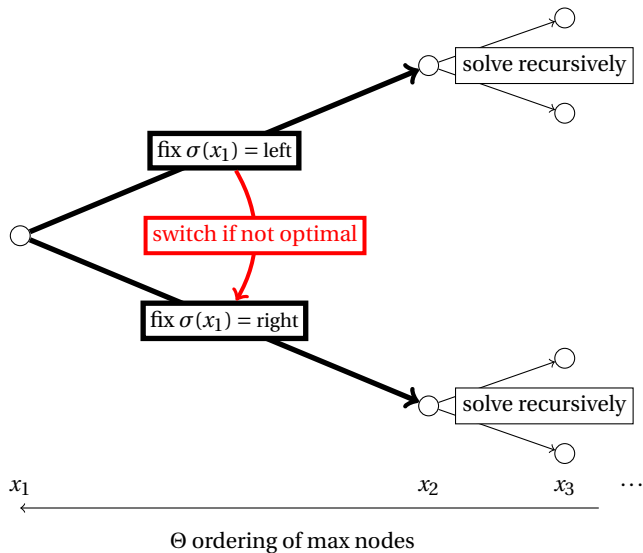 solve recursively
fix σ(x₁) = left
switch if not optimal
fix σ(x₁) = right
solve recursively
x₁ x₂ x₃ ⋯
Θ ordering of max nodes